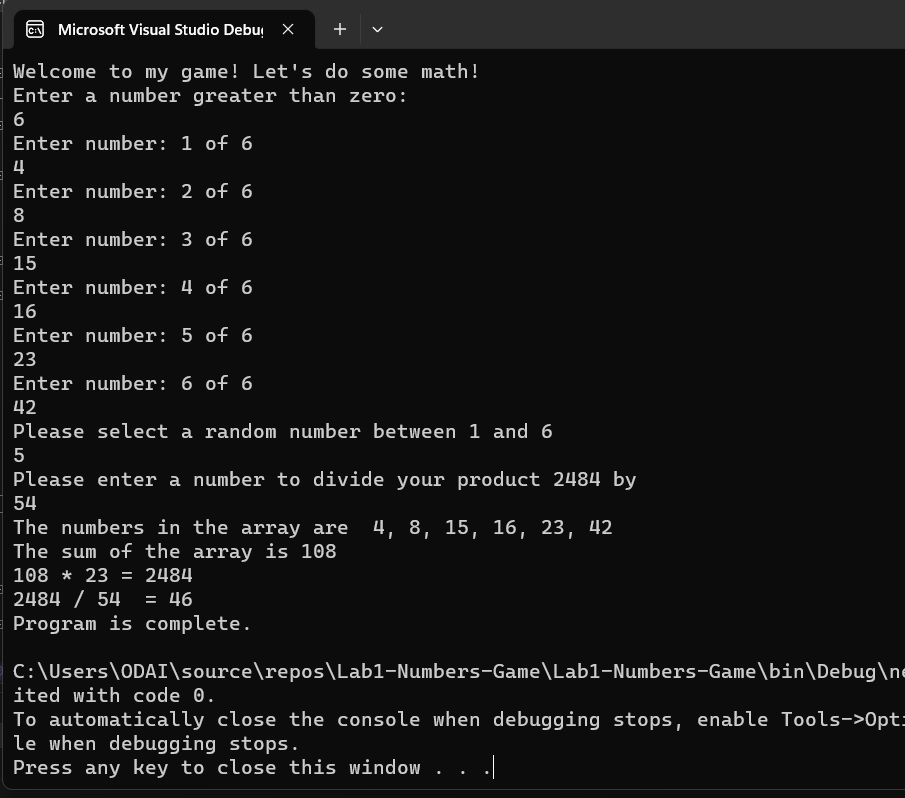 Microsoft Visual Studio Debu
Welcome to my game! Let's do some math!
Enter a number greater than zero:
6
Enter number: 1 of 6
4
Enter number: 2 of 6
8
Enter number: 3 of 6
15
Enter number: 4 of 6
16
Enter number: 5 of 6
23
Enter number: 6 of 6
42
Please select a random number between 1 and 6
5
Please enter a number to divide your product 2484 by
54
The numbers in the array are  4, 8, 15, 16, 23, 42
The sum of the array is 108
108 * 23 = 2484
2484 / 54  = 46
Program is complete.
C:\Users\ODAI\source\repos\Lab1-Numbers-Game\Lab1-Numbers-Game\bin\Debug\ne
ited with code 0.
To automatically close the console when debugging stops, enable Tools->Opti
le when debugging stops.
Press any key to close this window . . .